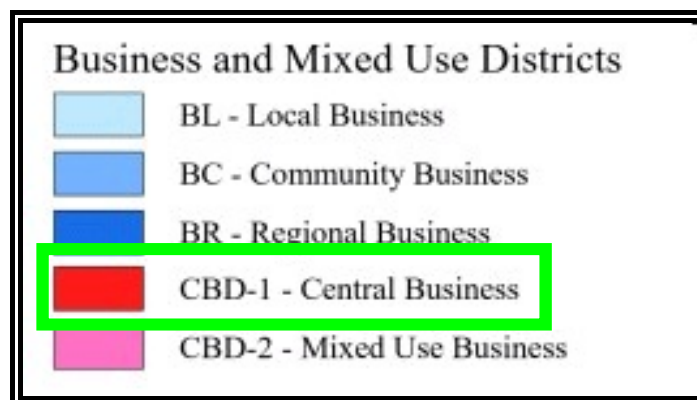 Business and Mixed Use Districts
BL - Local Business
BC - Community Business
BR - Regional Business
CBD-1 - Central Business
CBD-2 - Mixed Use Business